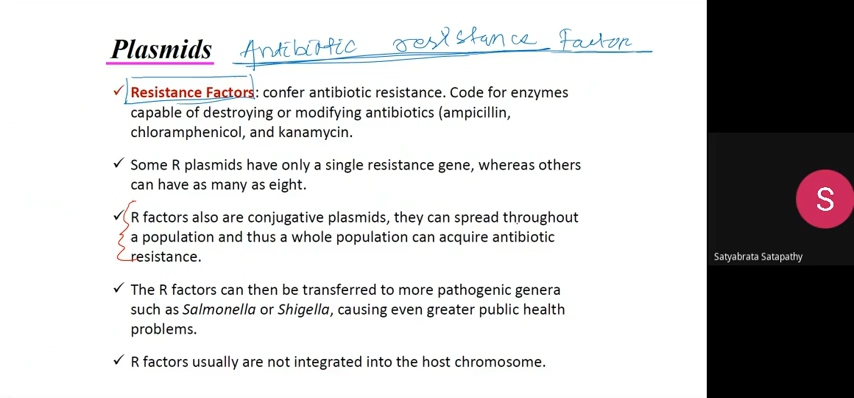 Plasmids Antibiotic resistance Factor
✓ Resistance Factors: confer antibiotic resistance. Code for enzymes
capable of destroying or modifying antibiotics (ampicillin,
chloramphenicol, and kanamycin.
✓ Some R plasmids have only a single resistance gene, whereas others
can have as many as eight.
✓ R factors also are conjugative plasmids, they can spread throughout
a population and thus a whole population can acquire antibiotic
resistance.
✓ The R factors can then be transferred to more pathogenic genera
such as Salmonella or Shigella, causing even greater public health
problems.
✓ R factors usually are not integrated into the host chromosome.
S
Satyabrata Satapathy